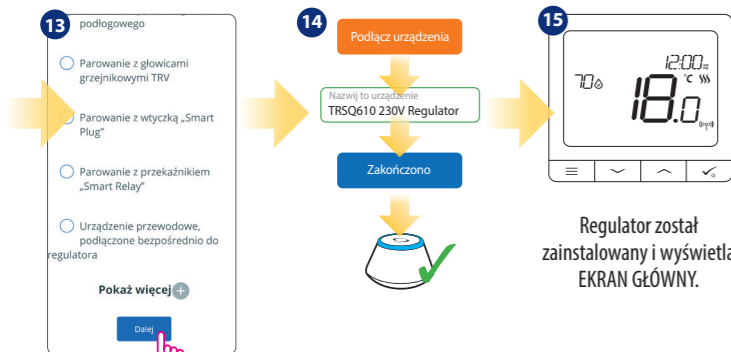 13
podłogowego
Parowanie z głowicami
grzejnikowymi TRV
Parowanie z wtyczką „Smart
Plug”
Parowanie z przekaźnikiem
„Smart Relay”
Urządzenie przewodowe,
podłączone bezpośrednio do
regulatora
Pokaż więcej +
Dalej
14
Podłącz urządzenia
Nazwij to urządzenie
TRSQ610 230V Regulator
Zakończono
15
12:00
70
°C
18.0
Regulator został
zainstalowany i wyświetla
EKRAN GŁÓWNY.